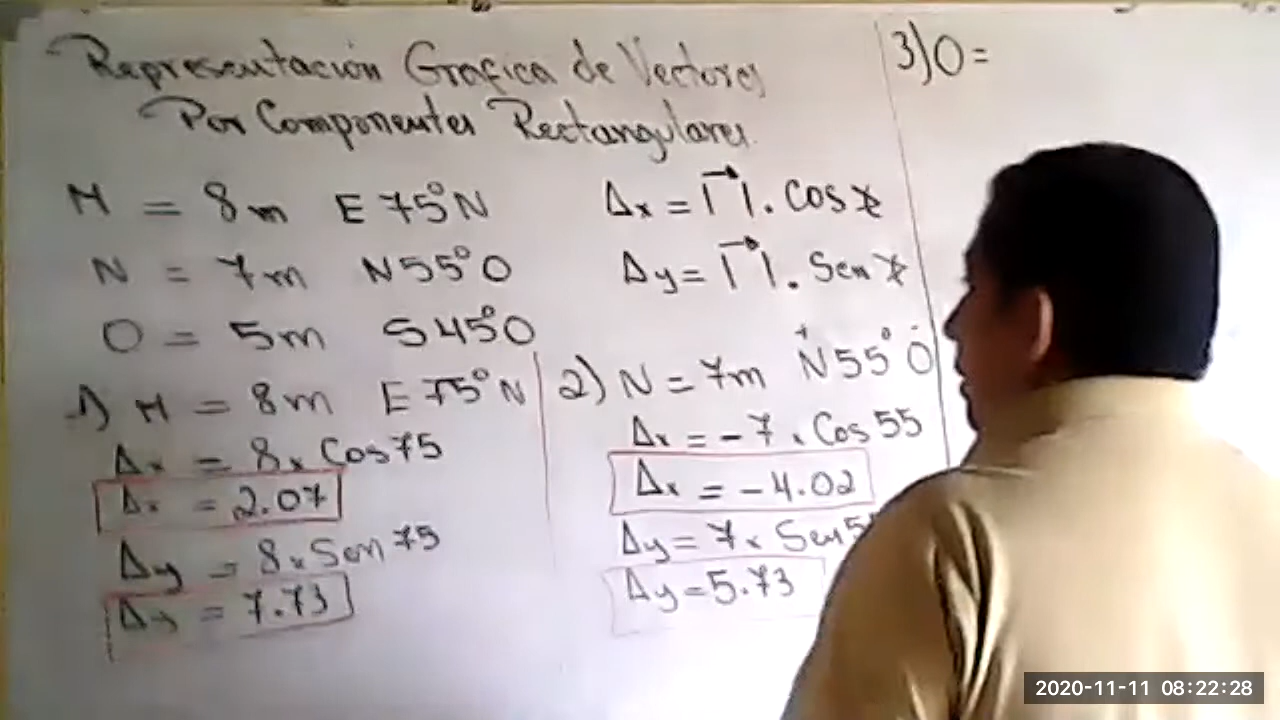 Representación Grafica de Vectores
Por Componentes Rectangulares.
M = 8m E 75° N
N = 7m N 55° O
O = 5m S 45° O
Δx = | → | . Cos x
Δy = | → | . Sen x
1) M = 8m E 75° N
Δx = 8 x Cos 75
Δx = 2.07
Δy = 8 x Sen 75
Δy = 7.73
2) N = 7m N 55° O
+ -
Δx = - 7 x Cos 55
Δx = - 4.02
Δy = 7 x Sen 5
Δy = 5.73
3) O =
2020-11-11 08:22:28